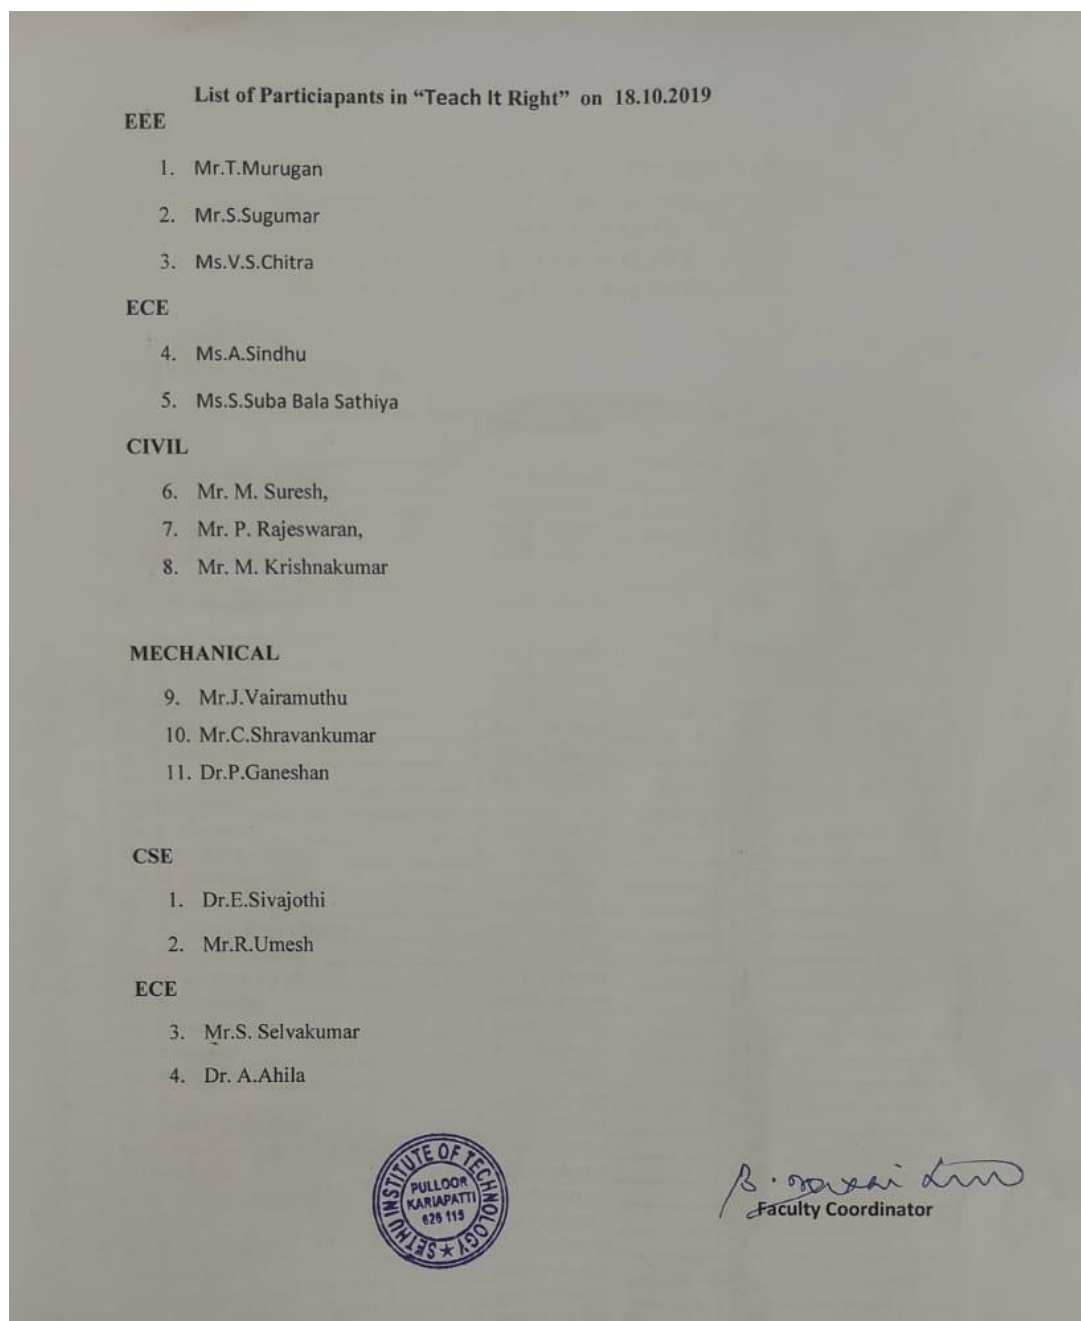 List of Particiapants in “Teach It Right” on 18.10.2019
EEE
1. Mr.T.Murugan
2. Mr.S.Sugumar
3. Ms.V.S.Chitra
ECE
4. Ms.A.Sindhu
5. Ms.S.Suba Bala Sathiya
CIVIL
6. Mr. M. Suresh,
7. Mr. P. Rajeswaran,
8. Mr. M. Krishnakumar
MECHANICAL
9. Mr.J.Vairamuthu
10. Mr.C.Shravankumar
11. Dr.P.Ganeshan
CSE
1. Dr.E.Sivajothi
2. Mr.R.Umesh
ECE
3. Mr.S. Selvakumar
4. Dr. A.Ahila
SETHU INSTITUTE OF TECHNOLOGY
PULLOOR
KARIAPATTI
626 115
Faculty Coordinator